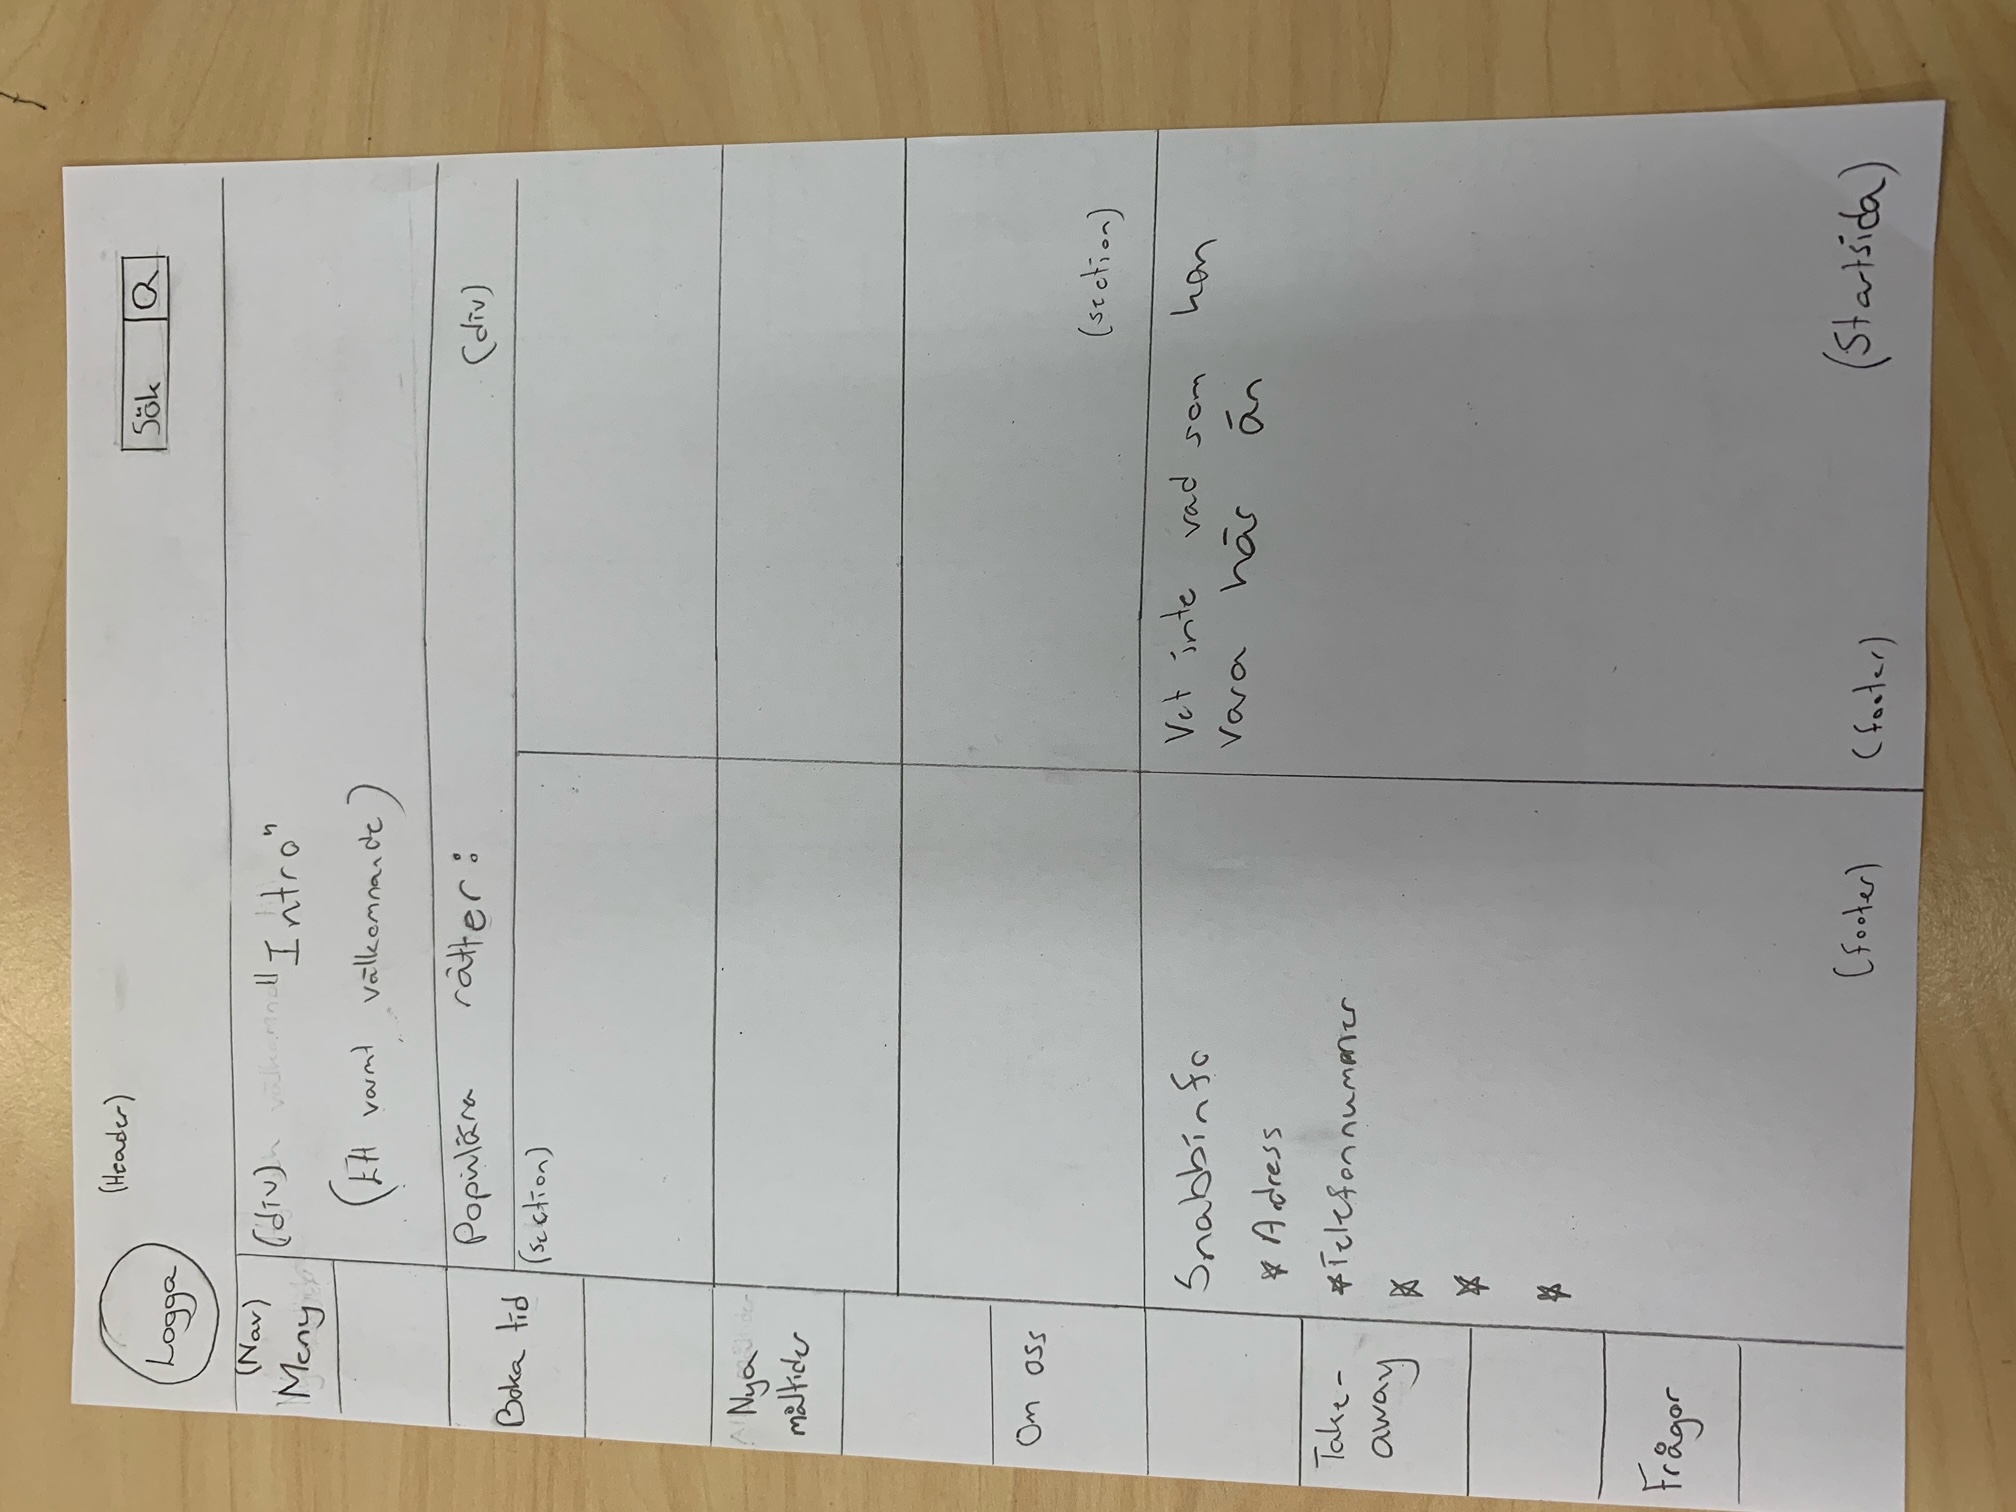 (Header)
Logga
Sök
(Nav)
Meny
(div)
"Intro"
(Ett varmt välkomnande)
Populära rätter:
(div)
Boka tid
(section)
Nya
måltider
Om oss
(section)
Snabbinfo
* Adress
* Telefonnummer
*
*
*
Vet inte vad som kan
vara här än
Take-
away
Frågor
(footer)
(footer)
(Startsida)